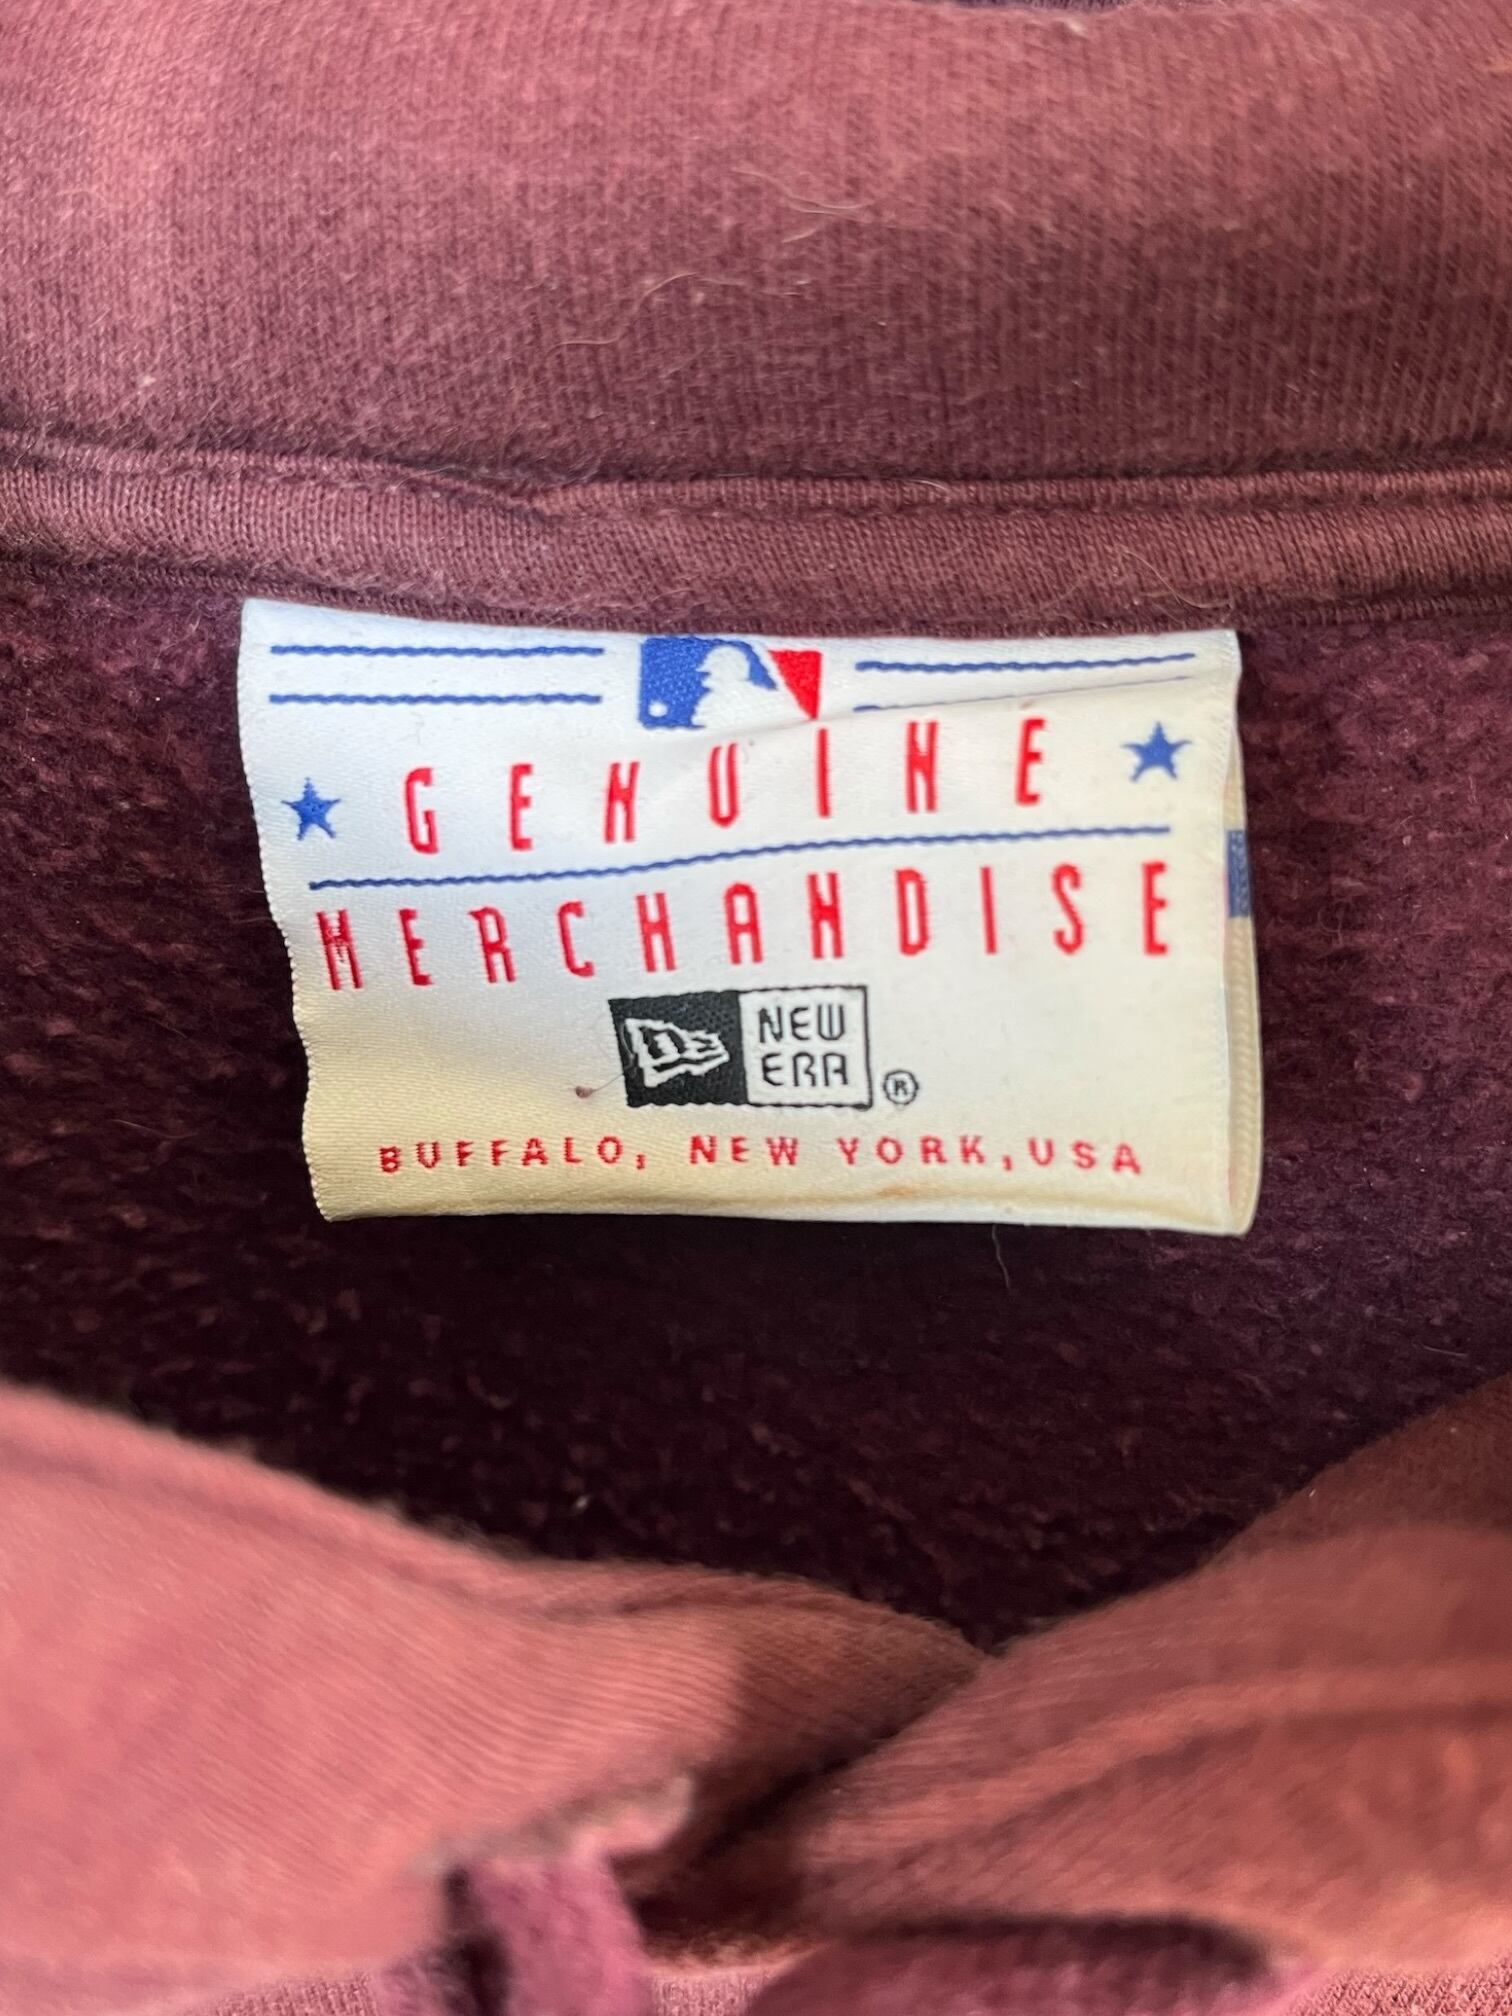 GENUINE
MERCHANDISE
NEW
ERA ®
BUFFALO, NEW YORK, USA